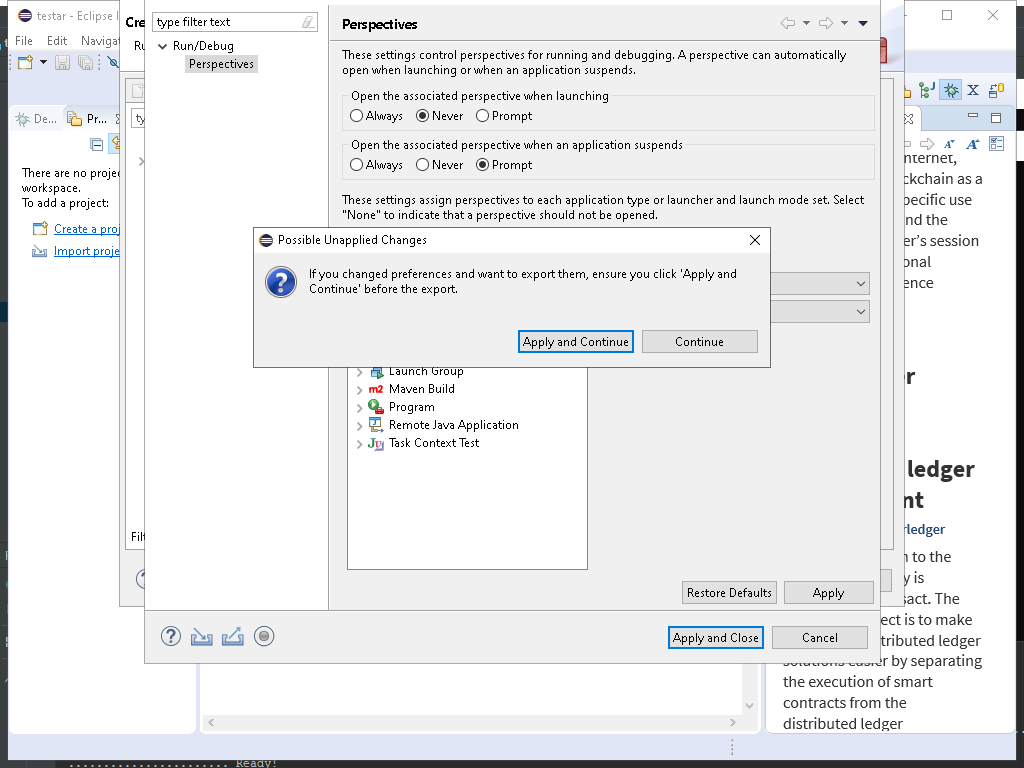 testar - Eclipse I
File
Edit
Naviga
De...
Pr...
There are no proje
workspace.
To add a project:
Create a proj
Import proje
Cre
Ru
ty
Filt
type filter text
Run/Debug
Perspectives
Perspectives
These settings control perspectives for running and debugging. A perspective can automatically
open when launching or when an application suspends.
Open the associated perspective when launching
Always
Never
Prompt
Open the associated perspective when an application suspends
Always
Never
Prompt
These settings assign perspectives to each application type or launcher and launch mode set. Select
"None" to indicate that a perspective should not be opened.
Possible Unapplied Changes
If you changed preferences and want to export them, ensure you click 'Apply and
Continue' before the export.
Apply and Continue
Continue
Launch Group
Maven Build
Program
Remote Java Application
Task Context Test
Restore Defaults
Apply
Apply and Close
Cancel
nternet,
ckchain as a
pecific use
nd the
er's session
onal
ence
r
ledger
nt
rledger
n to the
y is
sact. The
ect is to make
tributed ledger
solutions easier by separating
the execution of smart
contracts from the
distributed ledger
Ready!